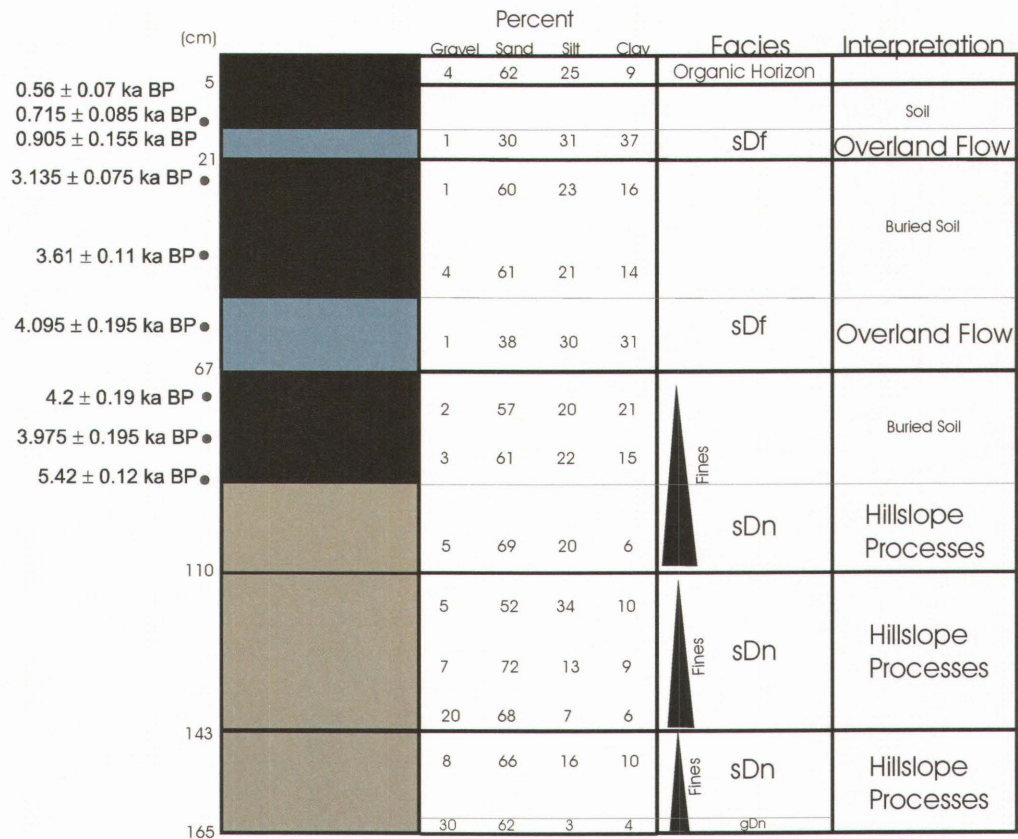 Percent
(cm) Gravel Sand Silt Clay Facies Interpretation
4 62 25 9 Organic Horizon
5
0.56 ± 0.07 ka BP
0.715 ± 0.085 ka BP Soil
0.905 ± 0.155 ka BP 1 30 31 37 sDf Overland Flow
21
3.135 ± 0.075 ka BP 1 60 23 16
Buried Soil
3.61 ± 0.11 ka BP
4 61 21 14
4.095 ± 0.195 ka BP sDf Overland Flow
1 38 30 31
67
4.2 ± 0.19 ka BP 2 57 20 21 Buried Soil
3.975 ± 0.195 ka BP 3 61 22 15
Fines
5.42 ± 0.12 ka BP
sDn Hillslope
5 69 20 6 Processes
110
5 52 34 10
sDn Hillslope
Fines Processes
7 72 13 9
20 68 7 6
143
8 66 16 10 sDn Hillslope
Fines Processes
165 30 62 3 4 gDn